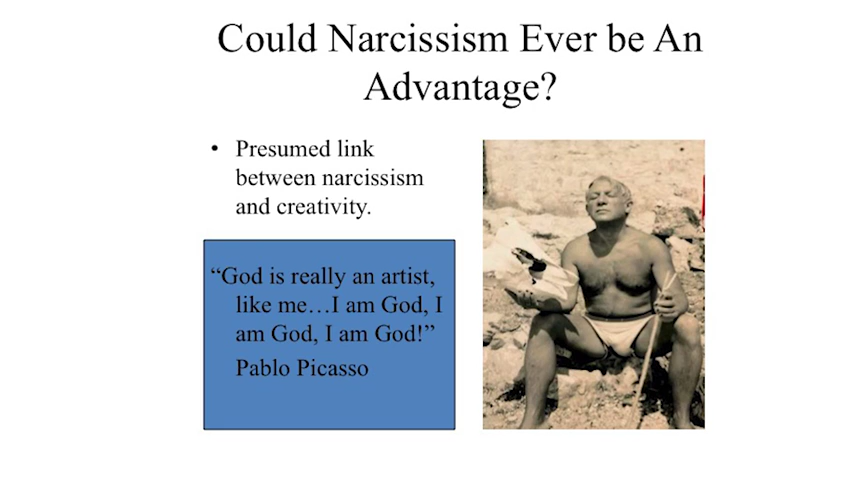 Could Narcissism Ever be An
Advantage?
• Presumed link
between narcissism
and creativity.
“God is really an artist,
like me…I am God, I
am God, I am God!”
Pablo Picasso